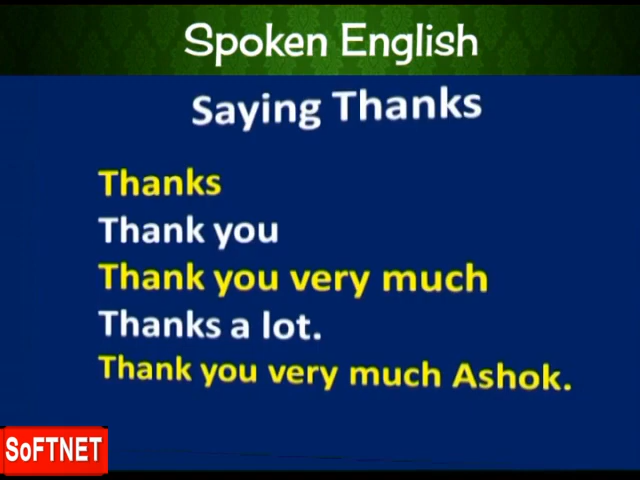 Spoken English
Saying Thanks
Thanks
Thank you
Thank you very much
Thanks a lot.
Thank you very much Ashok.
SoFTNET